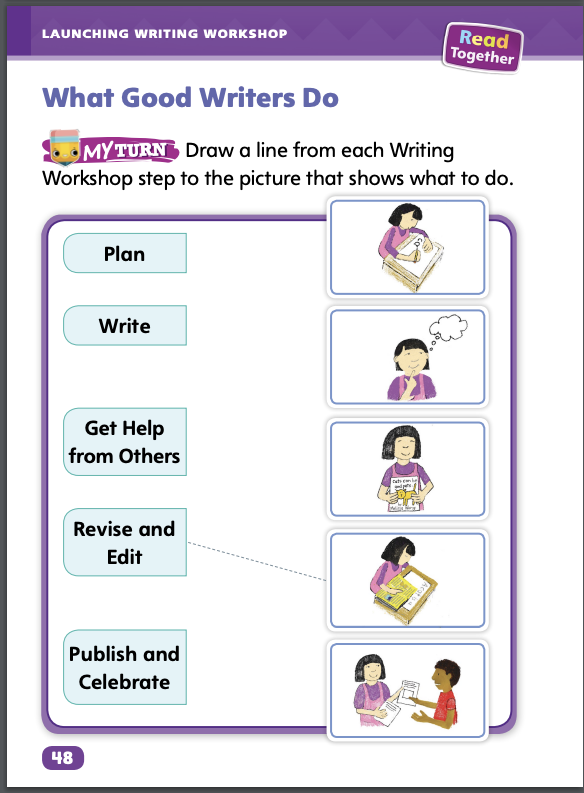 LAUNCHING WRITING WORKSHOP
Read
Together
What Good Writers Do
MY TURN Draw a line from each Writing
Workshop step to the picture that shows what to do.
Plan
Write
Get Help
from Others
Revise and
Edit
Publish and
Celebrate
48